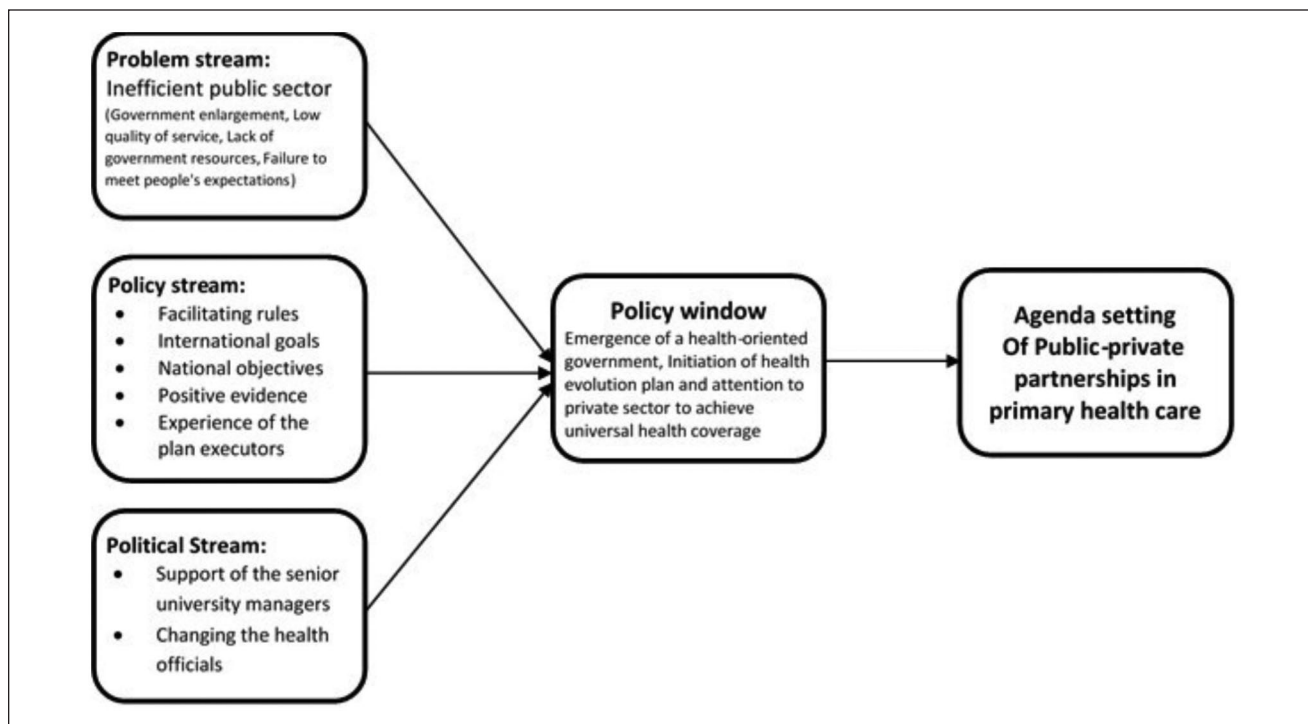 Problem stream:
Inefficient public sector
(Government enlargement, Low
quality of service, Lack of
government resources, Failure to
meet people's expectations)
Policy stream:
• Facilitating rules
• International goals
• National objectives
• Positive evidence
• Experience of the
plan executors
Political Stream:
• Support of the senior
university managers
• Changing the health
officials
Policy window
Emergence of a health-oriented
government, Initiation of health
evolution plan and attention to
private sector to achieve
universal health coverage
Agenda setting
Of Public-private
partnerships in
primary health care